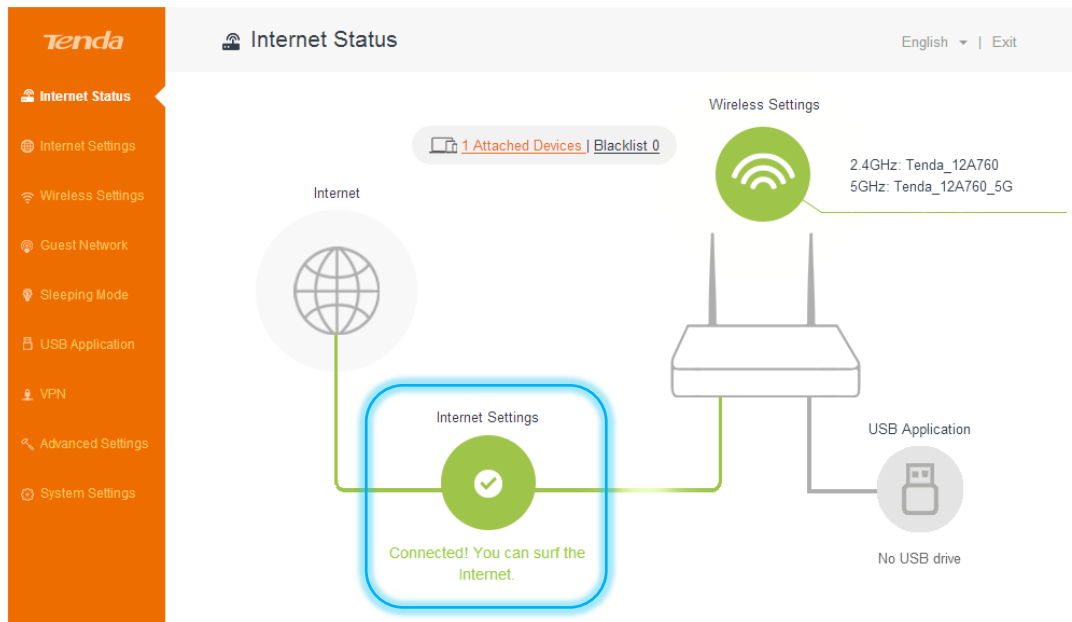 Tenda
Internet Status
English | Exit
Internet Status
Internet Settings
Wireless Settings
Guest Network
Sleeping Mode
USB Application
VPN
Advanced Settings
System Settings
Wireless Settings
1 Attached Devices | Blacklist 0
2.4GHz: Tenda_12A760
5GHz: Tenda_12A760_5G
Internet
Internet Settings
Connected! You can surf the
Internet.
USB Application
No USB drive